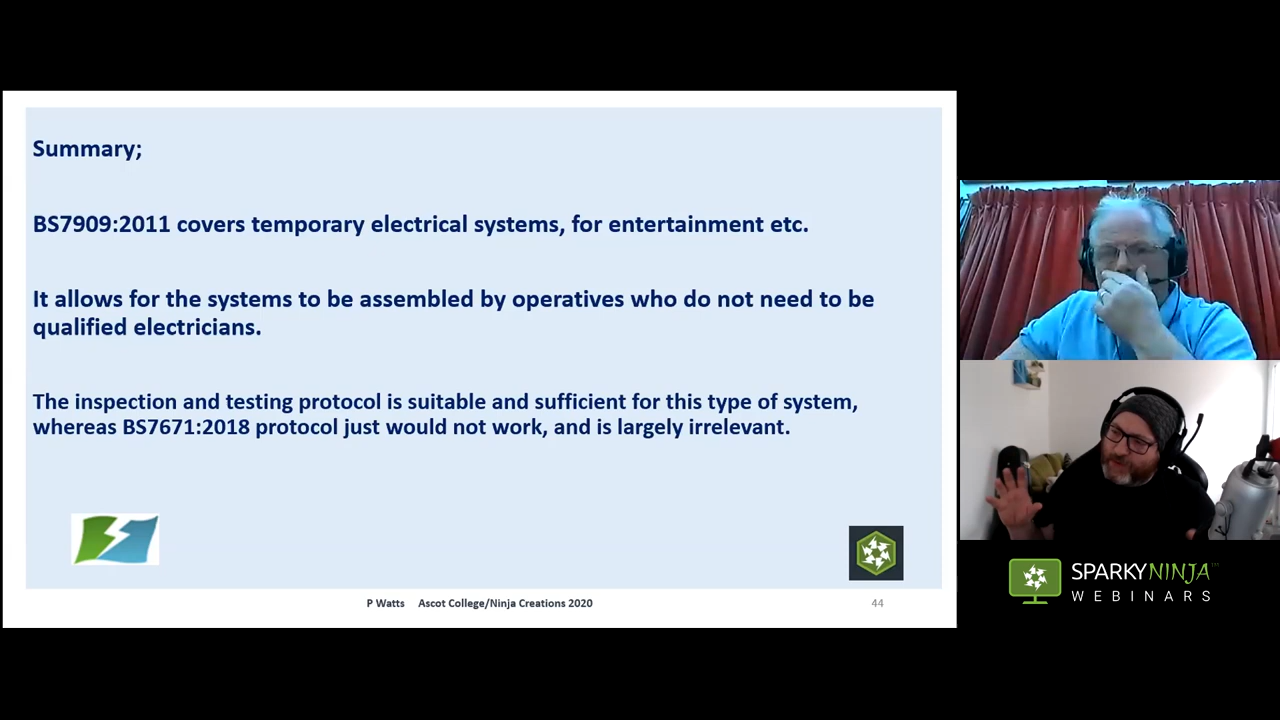 Summary;
BS7909:2011 covers temporary electrical systems, for entertainment etc.
It allows for the systems to be assembled by operatives who do not need to be
qualified electricians.
The inspection and testing protocol is suitable and sufficient for this type of system,
whereas BS7671:2018 protocol just would not work, and is largely irrelevant.
P Watts Ascot College/Ninja Creations 2020
44
SPARKYNINJA™
WEBINARS